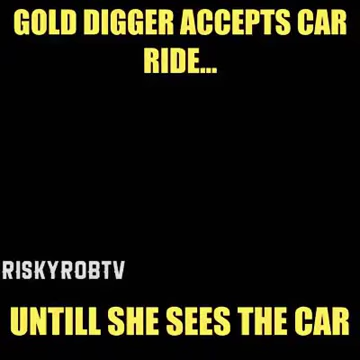 GOLD DIGGER ACCEPTS CAR
RIDE...
RISKYROBTV
UNTILL SHE SEES THE CAR